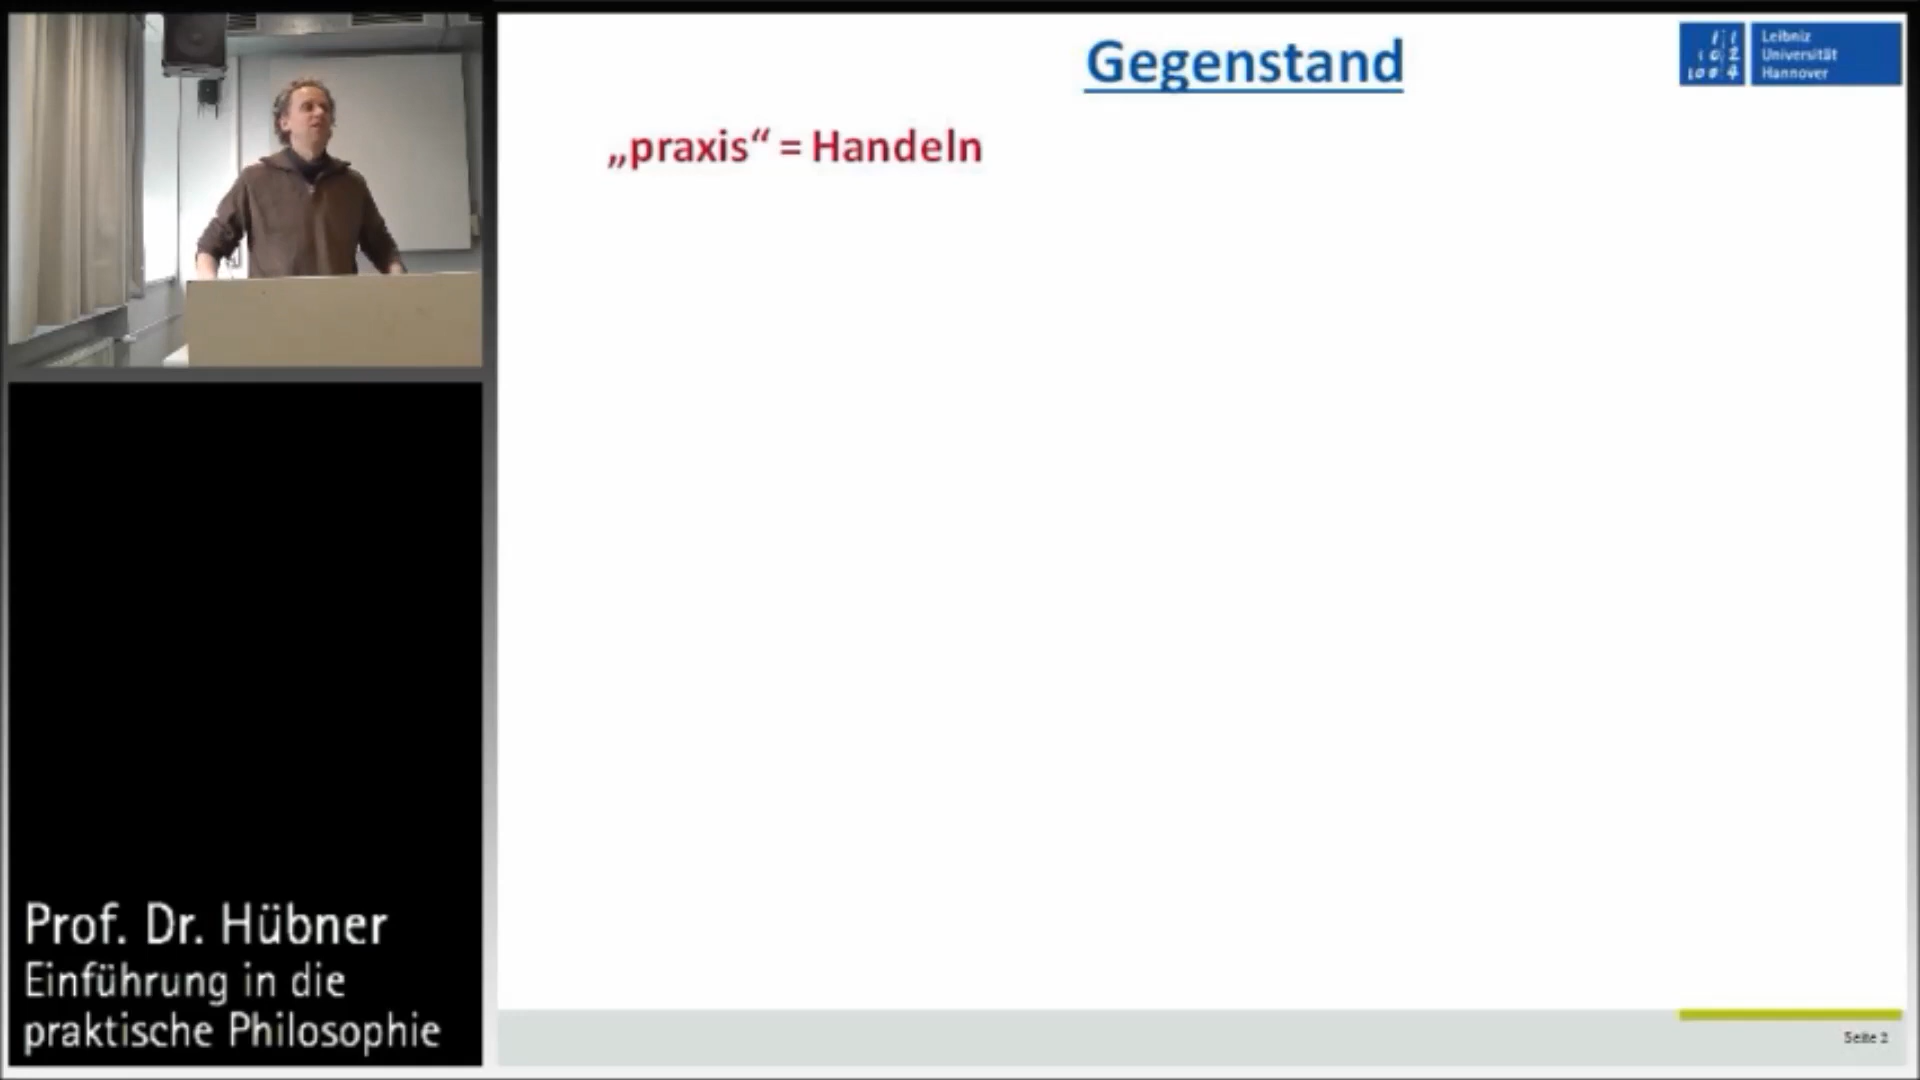 Gegenstand
Leibniz
Universität
Hannover
„praxis“ = Handeln
Prof. Dr. Hübner
Einführung in die
praktische Philosophie
Seite 2